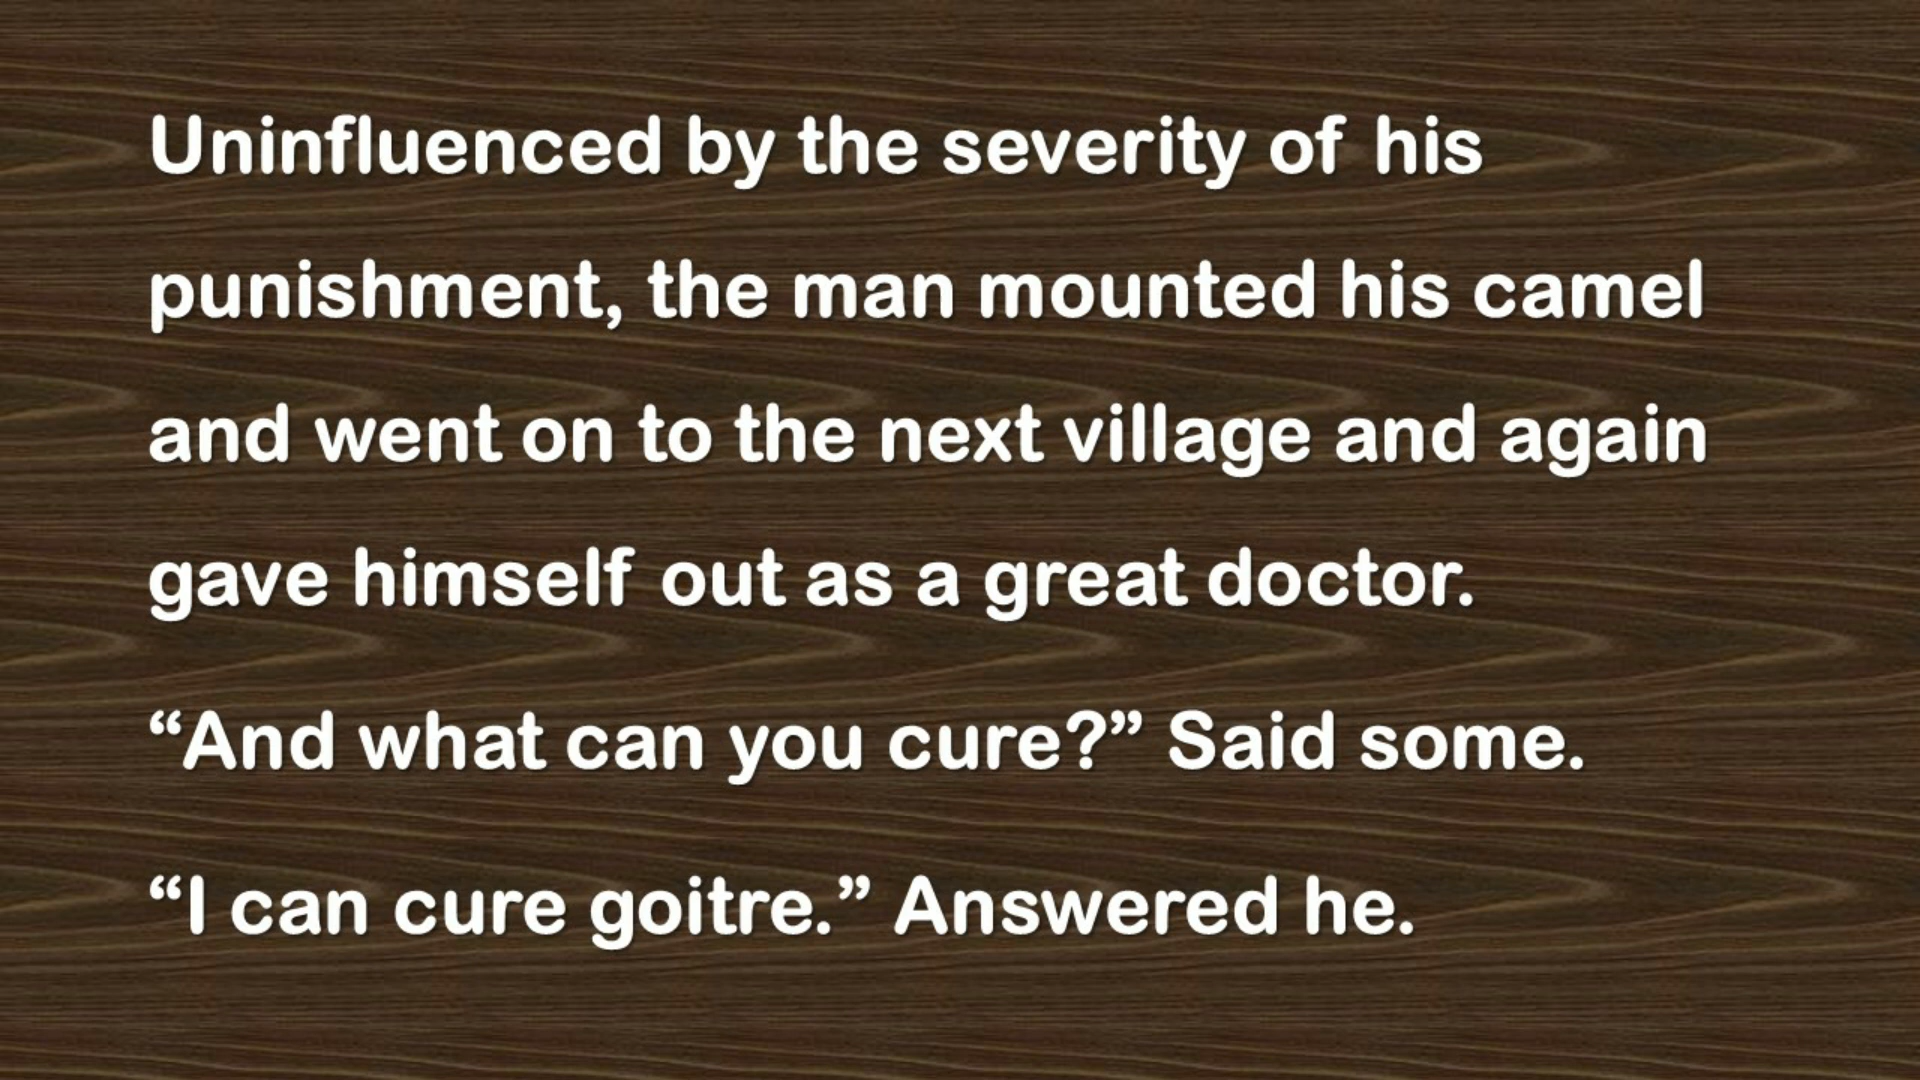 Uninfluenced by the severity of his
punishment, the man mounted his camel
and went on to the next village and again
gave himself out as a great doctor.
“And what can you cure?” Said some.
“I can cure goitre.” Answered he.